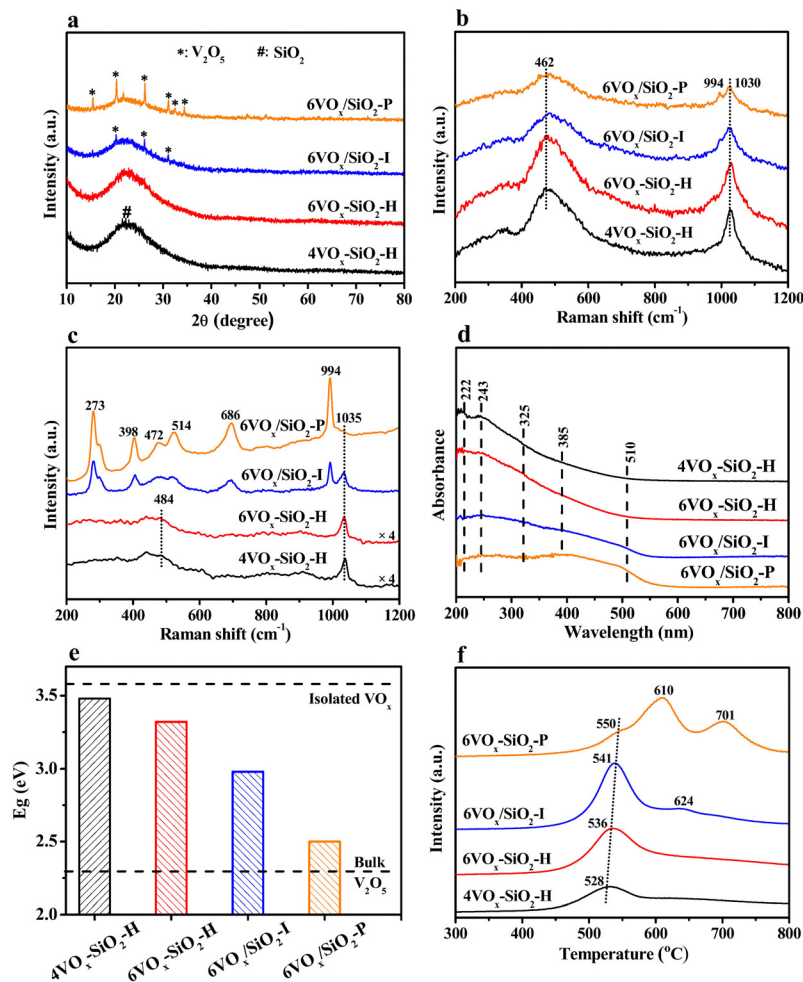 a
*: V₂O₅ #: SiO₂
* * * * * *
6VOₓ/SiO₂-P
* * *
6VOₓ/SiO₂-I
6VOₓ-SiO₂-H
#
4VOₓ-SiO₂-H
Intensity (a.u.)
10 20 30 40 50 60 70 80
2θ (degree)
b
462
6VOₓ/SiO₂-P
994 1030
6VOₓ/SiO₂-I
6VOₓ-SiO₂-H
4VOₓ-SiO₂-H
Intensity (a.u.)
200 400 600 800 1000 1200
Raman shift (cm⁻¹)
c
994
273
398
472
514
686
6VOₓ/SiO₂-P
1035
6VOₓ/SiO₂-I
484
6VOₓ-SiO₂-H
× 4
4VOₓ-SiO₂-H
× 4
Intensity (a.u.)
200 400 600 800 1000 1200
Raman shift (cm⁻¹)
d
222
243
325
385
510
4VOₓ-SiO₂-H
6VOₓ-SiO₂-H
6VOₓ/SiO₂-I
6VOₓ/SiO₂-P
Absorbance
200 300 400 500 600 700 800
Wavelength (nm)
e
Isolated VOₓ
Bulk
V₂O₅
Eg (eV)
3.5
3.0
2.5
2.0
4VOₓ-SiO₂-H
6VOₓ-SiO₂-H
6VOₓ/SiO₂-I
6VOₓ/SiO₂-P
f
610
550
701
6VOₓ-SiO₂-P
541
624
6VOₓ/SiO₂-I
536
6VOₓ-SiO₂-H
528
4VOₓ-SiO₂-H
Intensity (a.u.)
300 400 500 600 700 800
Temperature (°C)